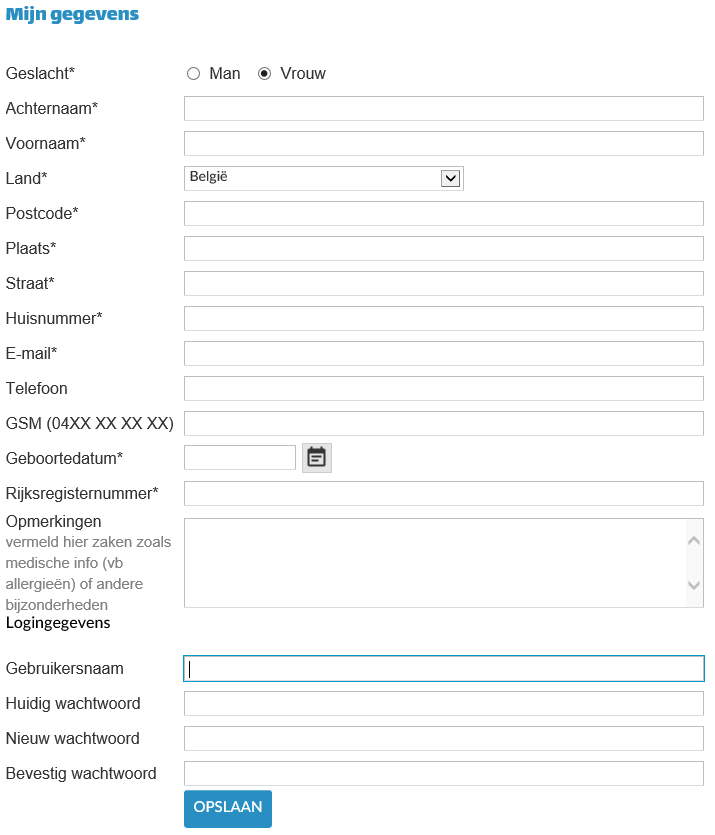 Mijn gegevens
Geslacht* Man Vrouw
Achternaam*
Voornaam*
Land* België
Postcode*
Plaats*
Straat*
Huisnummer*
E-mail*
Telefoon
GSM (04XX XX XX XX)
Geboortedatum*
Rijksregisternummer*
Opmerkingen
vermeld hier zaken zoals
medische info (vb
allergieën) of andere
bijzonderheden
Logingegevens
Gebruikersnaam
Huidig wachtwoord
Nieuw wachtwoord
Bevestig wachtwoord
OPSLAAN